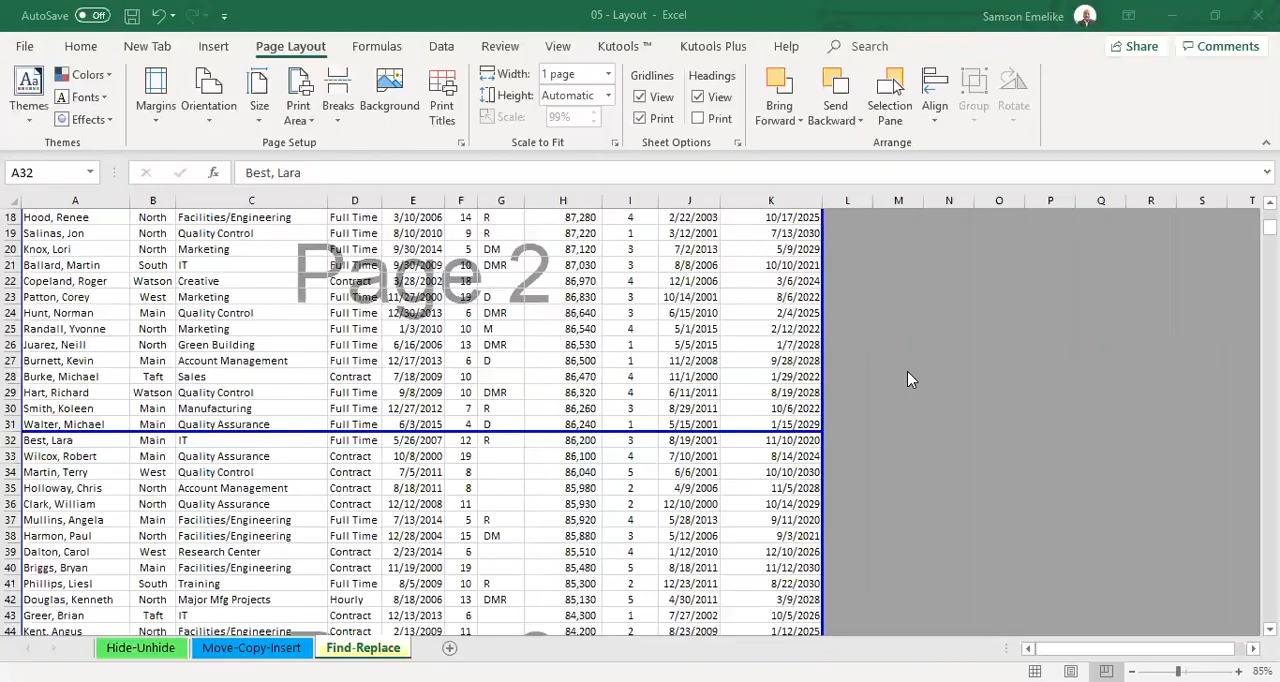 AutoSave Off 05 - Layout - Excel Samson Emelike
File Home New Tab Insert Page Layout Formulas Data Review View Kutools ™ Kutools Plus Help Search Share Comments
Themes Colors Fonts Effects Margins Orientation Size Print Area Breaks Background Print Titles Width: 1 page Height: Automatic Scale: 99% Gridlines View Print Headings View Print Bring Forward Send Backward Selection Pane Align Group Rotate
Themes Page Setup Scale to Fit Sheet Options Arrange
A32 fx Best, Lara
A B C D E F G H I J K L M N O P Q R S T
18 Hood, Renee North Facilities/Engineering Full Time 3/10/2006 14 R 87,280 4 2/22/2003 10/17/2025
19 Salinas, Jon North Quality Control Full Time 8/10/2010 9 R 87,220 1 3/12/2001 7/13/2030
20 Knox, Lori North Marketing Full Time 9/30/2014 5 DM 87,120 3 7/2/2013 5/9/2029
21 Ballard, Martin South IT Full Time 9/30/2009 10 DMR 87,030 3 8/8/2006 10/10/2021
22 Copeland, Roger Watson Creative Contract 3/28/2002 18 86,970 4 12/1/2006 3/6/2024
Page 2
23 Patton, Corey West Marketing Full Time 11/27/2000 19 D 86,830 3 10/14/2001 8/6/2022
24 Hunt, Norman Main Quality Control Full Time 12/30/2013 6 DMR 86,640 3 6/15/2010 2/4/2025
25 Randall, Yvonne North Marketing Full Time 1/3/2010 10 M 86,540 4 5/1/2015 2/12/2022
26 Juarez, Neill North Green Building Full Time 6/16/2006 13 DMR 86,530 1 5/5/2015 1/7/2028
27 Burnett, Kevin Main Account Management Full Time 12/17/2013 6 D 86,500 1 11/2/2008 9/28/2028
28 Burke, Michael Taft Sales Contract 7/18/2009 10 86,470 4 11/1/2000 1/29/2022
29 Hart, Richard Watson Quality Control Full Time 9/8/2009 10 DMR 86,320 4 6/11/2011 8/19/2028
30 Smith, Koleen Main Manufacturing Full Time 12/27/2012 7 R 86,260 3 8/29/2011 10/6/2022
31 Walter, Michael Main Quality Assurance Full Time 6/3/2015 4 D 86,240 1 5/15/2001 1/15/2029
32 Best, Lara Main IT Full Time 5/26/2007 12 R 86,200 3 8/19/2001 11/10/2020
33 Wilcox, Robert Main Quality Assurance Contract 10/8/2000 19 86,100 4 7/10/2001 8/14/2024
34 Martin, Terry West Quality Control Contract 7/5/2011 8 86,040 5 6/6/2001 10/10/2030
35 Holloway, Chris North Account Management Contract 8/18/2011 8 85,980 2 4/9/2006 11/5/2028
36 Clark, William North Quality Assurance Contract 12/12/2008 11 85,930 2 12/10/2000 10/14/2029
37 Mullins, Angela Main Facilities/Engineering Full Time 7/13/2014 5 R 85,920 4 5/28/2013 9/11/2020
38 Harmon, Paul Main Facilities/Engineering Full Time 12/28/2004 15 DM 85,880 3 5/12/2006 9/3/2021
39 Dalton, Carol West Research Center Contract 2/23/2014 6 85,510 4 1/12/2010 12/10/2026
40 Briggs, Bryan Main Facilities/Engineering Contract 11/19/2000 19 85,480 5 8/18/2011 11/12/2030
41 Phillips, Liesl South Training Full Time 8/5/2009 10 R 85,300 2 12/23/2011 8/22/2030
42 Douglas, Kenneth North Major Mfg Projects Hourly 8/18/2006 13 DMR 85,130 5 4/30/2011 3/9/2028
43 Greer, Brian Taft IT Contract 12/13/2013 6 84,300 1 7/27/2002 10/5/2026
44 Kent, Angus North Facilities/Engineering Contract 2/13/2009 11 84,200 2 8/23/2009 1/12/2025
Hide-Unhide Move-Copy-Insert Find-Replace
85%